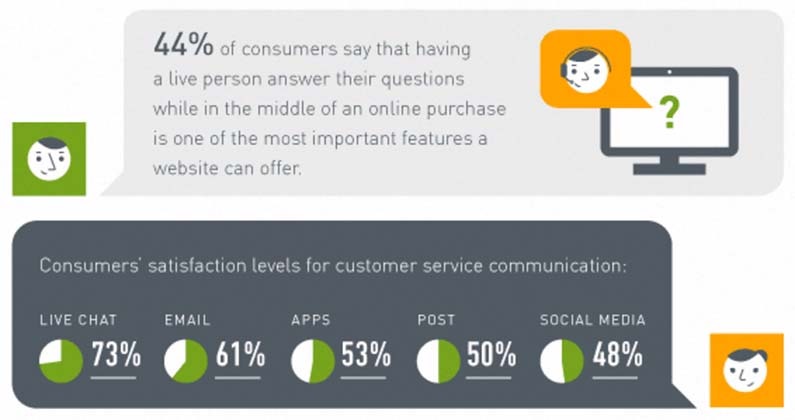 44% of consumers say that having
a live person answer their questions
while in the middle of an online purchase
is one of the most important features a
website can offer.
?
Consumers' satisfaction levels for customer service communication:
LIVE CHAT EMAIL APPS POST SOCIAL MEDIA
73% 61% 53% 50% 48%